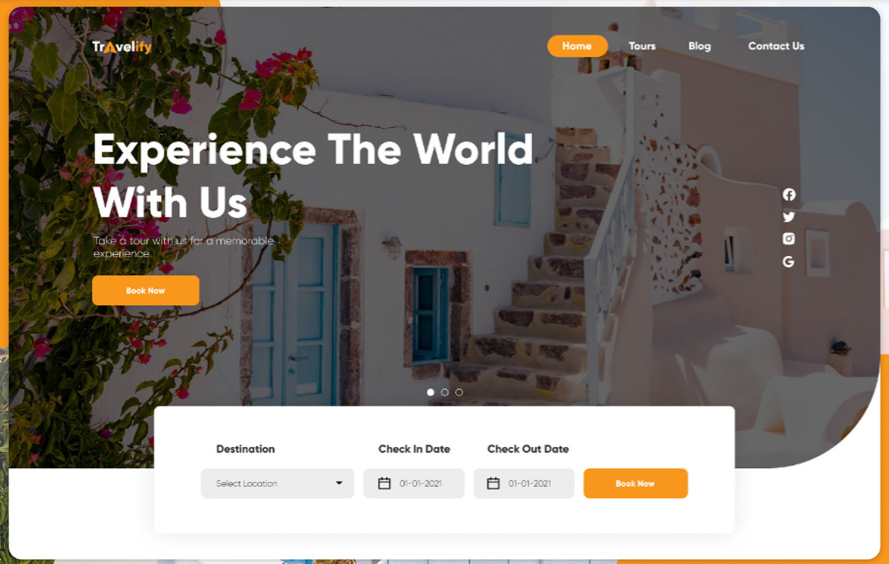 TrAvelify
Home
Tours
Blog
Contact Us
Experience The World
With Us
Take a tour with us for a memorable
experience.
Book Now
Destination
Check In Date
Check Out Date
Select Location
01-01-2021
01-01-2021
Book Now